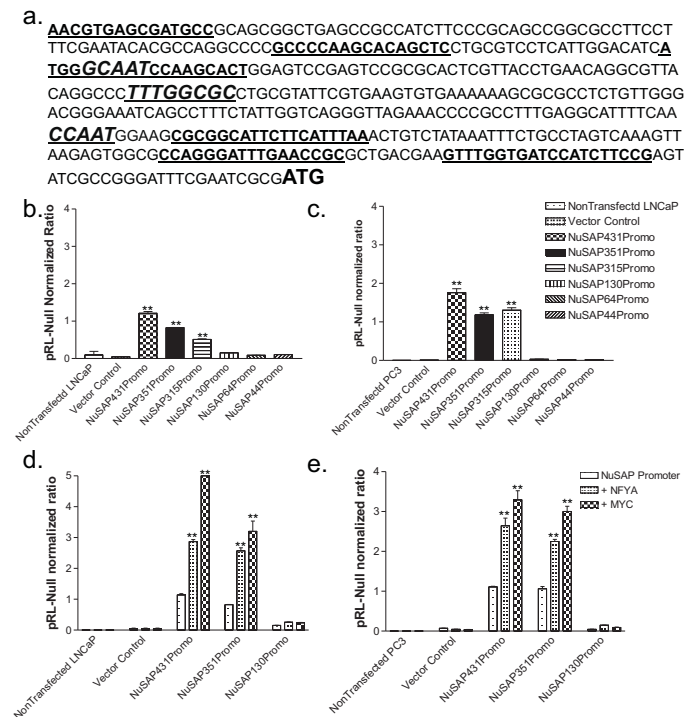 a.
AACGTGAGCGATGCCGCAGCGGCTGAGCCGCCATCTTCCCGCAGCCGGCGCCTTCCT
TTCGAATACACGCCAGGCCCCGCCCCAAGCACAGCTCCTGCGTCCTCATTGGACATCA
TGGGCAATCCAAGCACTGGAGTCCGAGTCCGCGCACTCGTTACCTGAACAGGCGTTA
CAGGCCCTTTGGCGCCTGCGTATTCGTGAAGTGTGAAAAAAGCGCGCCTCTGTTGGG
ACGGGAAATCAGCCTTTCTATTGGTCAGGGTTAGAAACCCCGCCTTTGAGGCATTTTCAA
CCAATGGAAGCGCGGCATTCTTCATTTAAACTGTCTATAAATTTCTGCCTAGTCAAAGTT
AAGAGTGGCGCCAGGGATTTGAACCGCGCTGACGAAGTTTGGTGATCCATCTTCCGAGT
ATCGCCGGGATTTCGAATCGCGATG
b.
pRL-Null Normalized Ratio
4
3
2
1
0
**
**
**
NonTransfectd LNCaP
Vector Control
NuSAP431Promo
NuSAP351Promo
NuSAP315Promo
NuSAP130Promo
NuSAP64Promo
NuSAP44Promo
c.
pRL-Null Normalized Ratio
4
3
2
1
0
**
**
**
NonTransfectd PC3
Vector Control
NuSAP431Promo
NuSAP351Promo
NuSAP315Promo
NuSAP130Promo
NuSAP64Promo
NuSAP44Promo
NonTransfectd LNCaP
Vector Control
NuSAP431Promo
NuSAP351Promo
NuSAP315Promo
NuSAP130Promo
NuSAP64Promo
NuSAP44Promo
d.
pRL-Null normalized ratio
5
4
3
2
1
0
**
**
**
**
NonTransfected LNCaP
Vector Control
NuSAP431Promo
NuSAP351Promo
NuSAP130Promo
e.
pRL-Null normalized ratio
4
3
2
1
0
**
**
**
**
NonTransfected PC3
Vector Control
NuSAP431Promo
NuSAP351Promo
NuSAP130Promo
NuSAP Promoter
+ NFYA
+ MYC